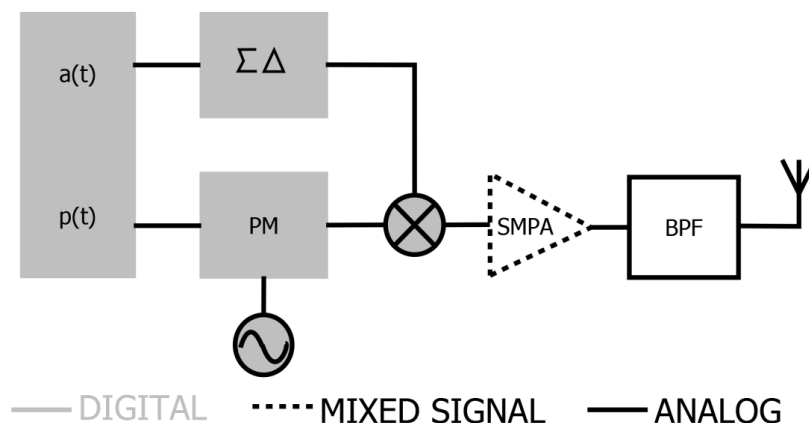 a(t)
ΣΔ
p(t)
PM
SMPA
BPF
DIGITAL
MIXED SIGNAL
ANALOG